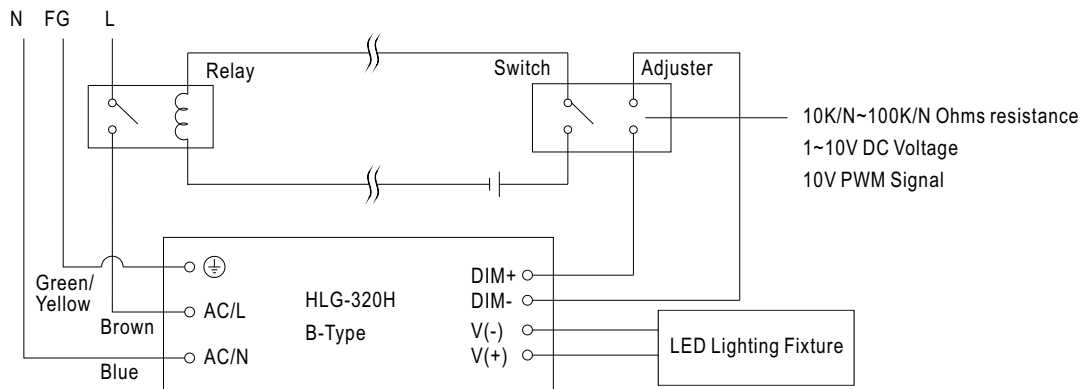 N FG L
Relay
Switch
Adjuster
10K/N~100K/N Ohms resistance
1~10V DC Voltage
10V PWM Signal
Green/
Yellow
Brown
Blue
AC/L
AC/N
HLG-320H
B-Type
DIM+
DIM-
V(-)
V(+)
LED Lighting Fixture